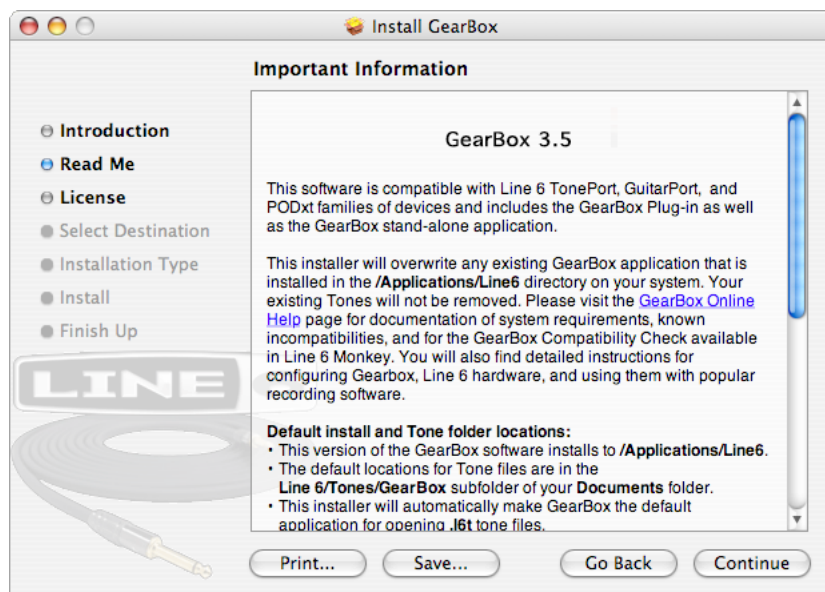 Install GearBox
Important Information
Introduction
Read Me
License
Select Destination
Installation Type
Install
Finish Up
LINE 6
GearBox 3.5
This software is compatible with Line 6 TonePort, GuitarPort, and
PODxt families of devices and includes the GearBox Plug-in as well
as the GearBox stand-alone application.
This installer will overwrite any existing GearBox application that is
installed in the /Applications/Line6 directory on your system. Your
existing Tones will not be removed. Please visit the GearBox Online
Help page for documentation of system requirements, known
incompatibilities, and for the GearBox Compatibility Check available
in Line 6 Monkey. You will also find detailed instructions for
configuring Gearbox, Line 6 hardware, and using them with popular
recording software.
Default install and Tone folder locations:
• This version of the GearBox software installs to /Applications/Line6.
• The default locations for Tone files are in the
Line 6/Tones/GearBox subfolder of your Documents folder.
• This installer will automatically make GearBox the default
application for opening .l6t tone files.
Print...
Save...
Go Back
Continue